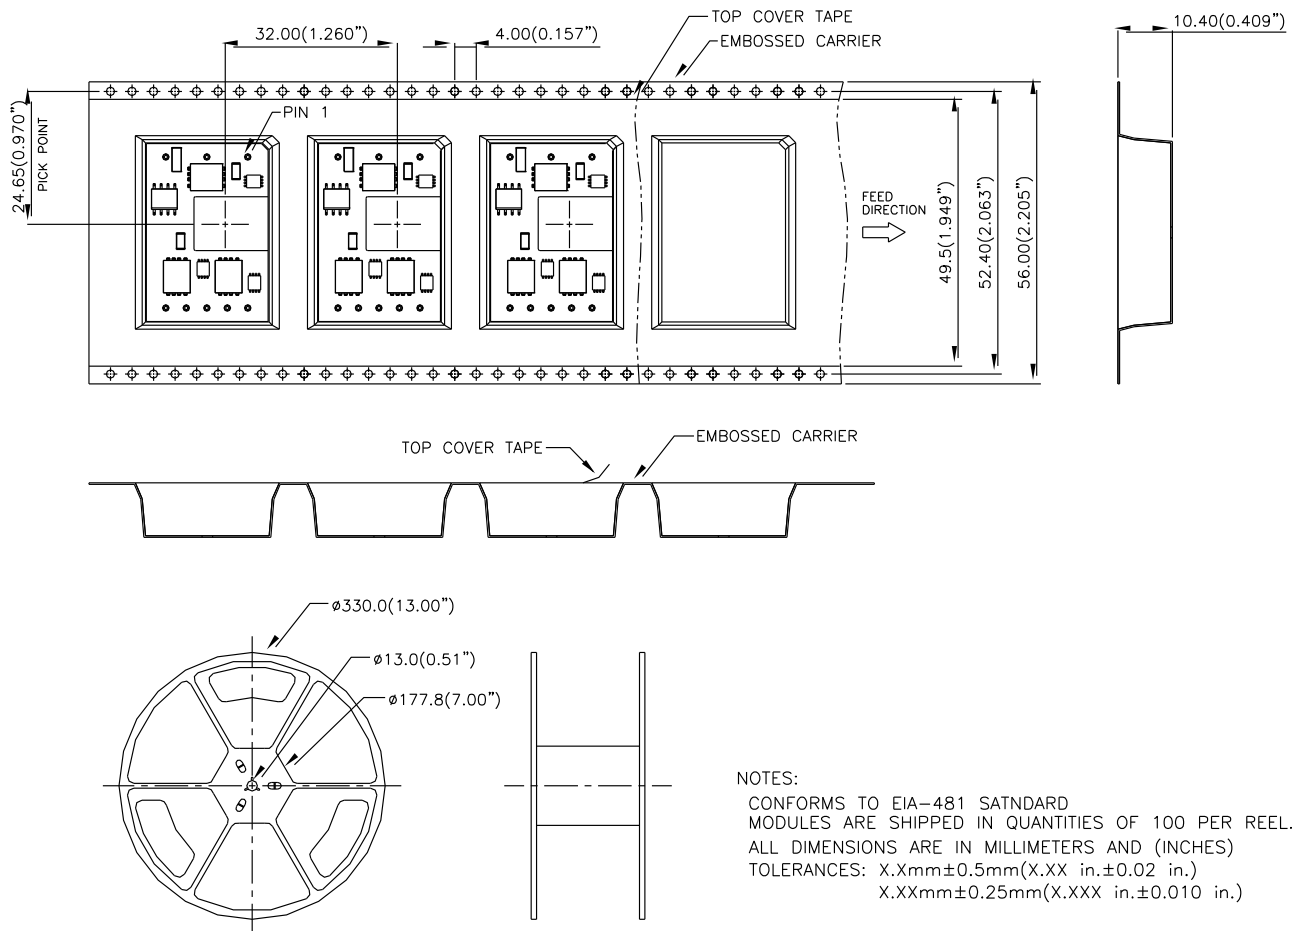 TOP COVER TAPE
EMBOSSED CARRIER
32.00(1.260")
4.00(0.157")
10.40(0.409")
24.65(0.970")
PICK POINT
PIN 1
FEED
DIRECTION
49.5(1.949")
52.40(2.063")
56.00(2.205")
TOP COVER TAPE
EMBOSSED CARRIER
ø330.0(13.00")
ø13.0(0.51")
ø177.8(7.00")
NOTES:
CONFORMS TO EIA-481 SATNDARD
MODULES ARE SHIPPED IN QUANTITIES OF 100 PER REEL.
ALL DIMENSIONS ARE IN MILLIMETERS AND (INCHES)
TOLERANCES: X.Xmm±0.5mm(X.XX in.±0.02 in.)
X.XXmm±0.25mm(X.XXX in.±0.010 in.)